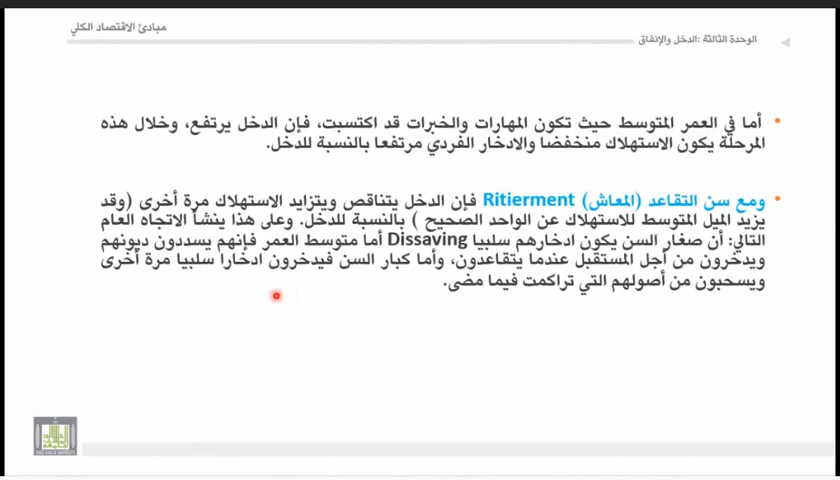 مبادئ الاقتصاد الكلي
الوحدة الثالثة :الدخل والإنفاق
أما في العمر المتوسط حيث تكون المهارات والخبرات قد اكتسبت، فإن الدخل يرتفع، وخلال هذه
المرحلة يكون الاستهلاك منخفضا والادخار الفردي مرتفعا بالنسبة للدخل.
ومع سن التقاعد (المعاش) Ritierment فإن الدخل يتناقص ويتزايد الاستهلاك مرة أخرى (وقد
يزيد الميل المتوسط للاستهلاك عن الواحد الصحيح ) بالنسبة للدخل. وعلى هذا ينشأ الاتجاه العام
التالي: أن صغار السن يكون ادخارهم سلبيا Dissaving أما متوسط العمر فإنهم يسددون ديونهم
ويدخرون من أجل المستقبل عندما يتقاعدون، وأما كبار السن فيدخرون ادخارا سلبيا مرة أخرى
ويسحبون من أصولهم التي تراكمت فيما مضى.